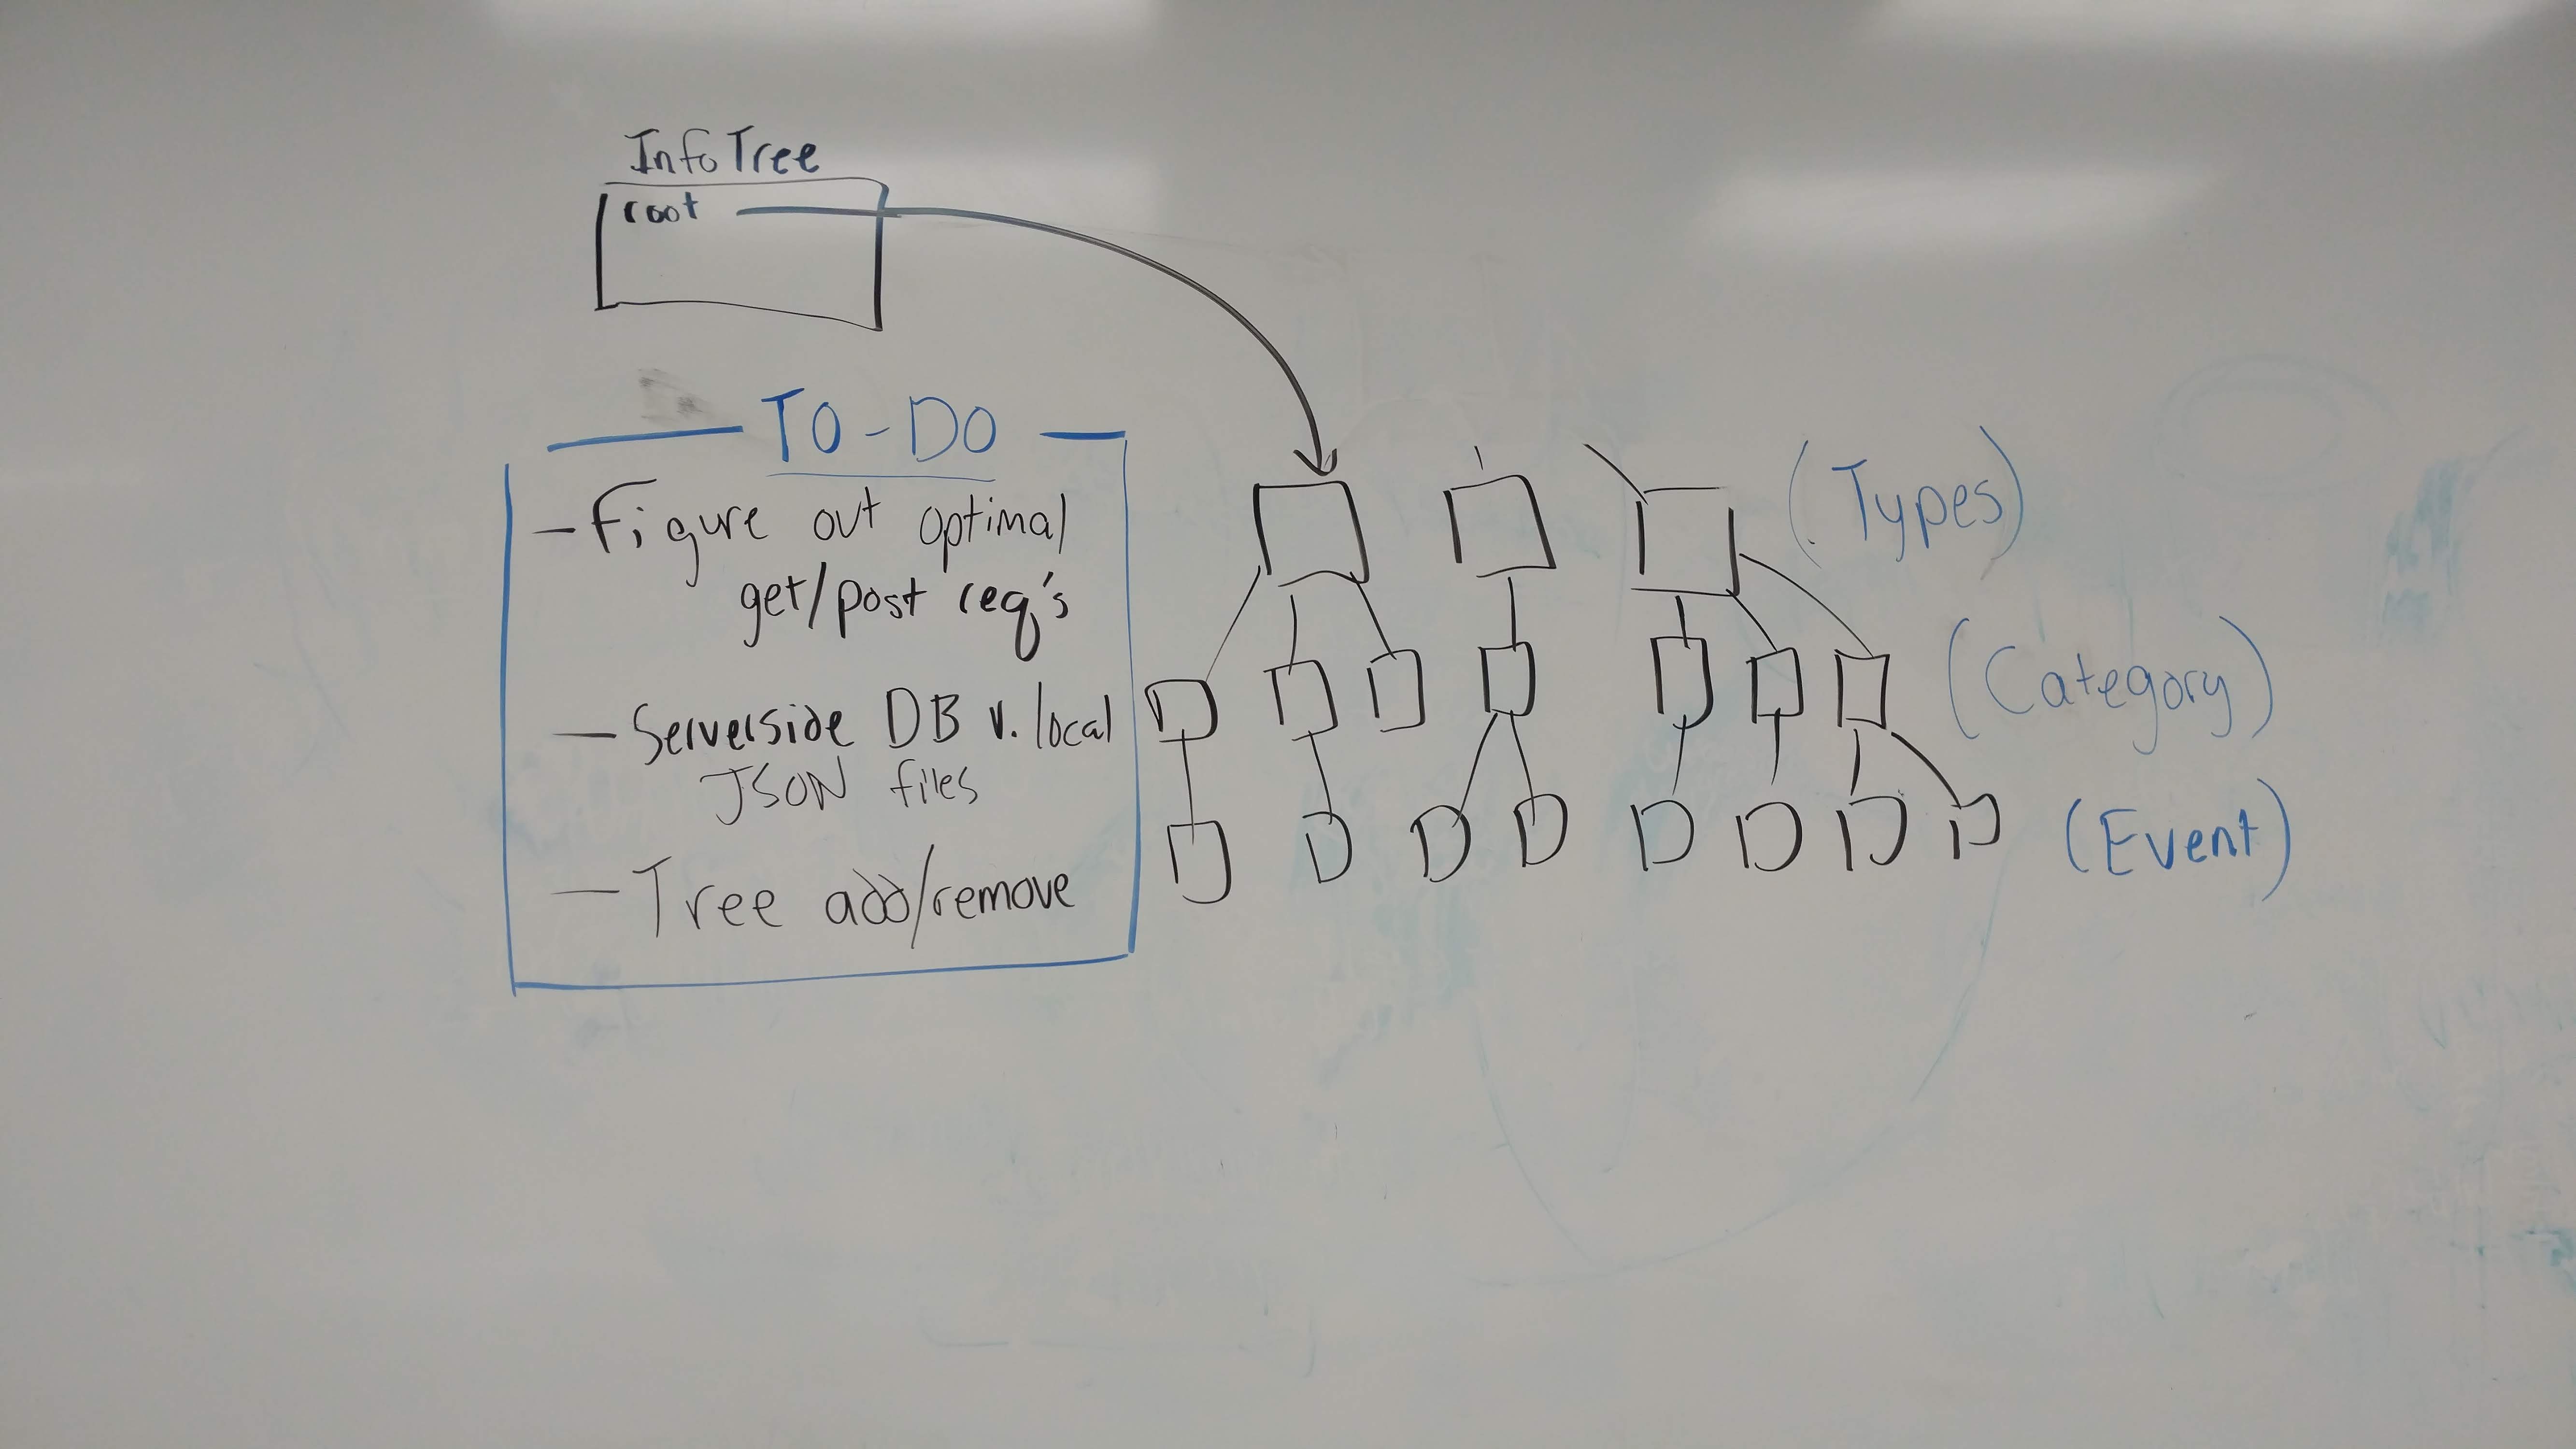 InfoTree
root
TO-DO
- Figure out optimal
get/post req's
- Serverside DB v. local
JSON files
- Tree add/remove
(Types)
(Category)
(Event)